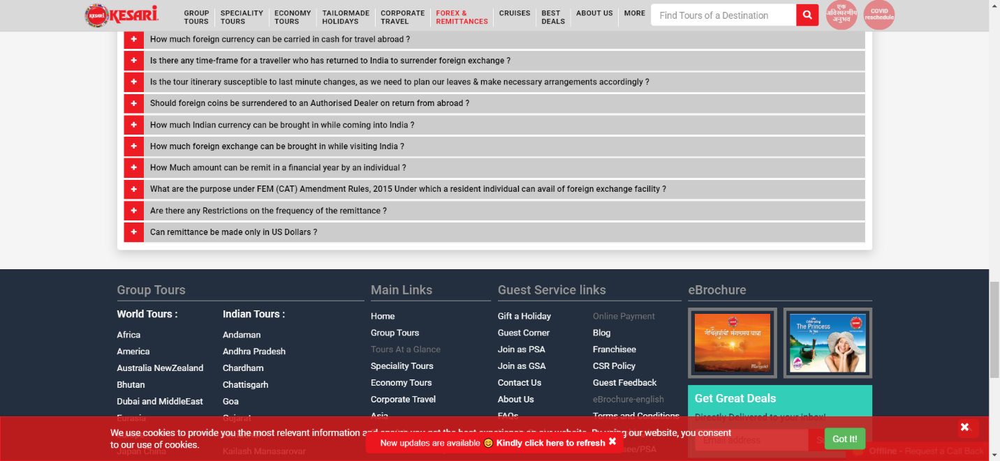 KESARI
KESARI.
GROUP TOURS
SPECIALITY TOURS
ECONOMY TOURS
TAILORMADE HOLIDAYS
CORPORATE TRAVEL
FOREX & REMITTANCES
CRUISES
BEST DEALS
ABOUT US
MORE
Find Tours of a Destination
एक अविस्मरणीय अनुभव
COVID reschedule
How much foreign currency can be carried in cash for travel abroad ?
Is there any time-frame for a traveller who has returned to India to surrender foreign exchange ?
Is the tour itinerary susceptible to last minute changes, as we need to plan our leaves & make necessary arrangements accordingly ?
Should foreign coins be surrendered to an Authorised Dealer on return from abroad ?
How much Indian currency can be brought in while coming into India ?
How much foreign exchange can be brought in while visiting India ?
How Much amount can be remit in a financial year by an individual ?
What are the purpose under FEM (CAT) Amendment Rules, 2015 Under which a resident individual can avail of foreign exchange facility ?
Are there any Restrictions on the frequency of the remittance ?
Can remittance be made only in US Dollars ?
Group Tours
World Tours :
Africa
America
Australia NewZealand
Bhutan
Dubai and MiddleEast
Eurasia
Japan China
Indian Tours :
Andaman
Andhra Pradesh
Chardham
Chattisgarh
Goa
Gujarat
Kailash Manasarovar
Main Links
Home
Group Tours
Tours At a Glance
Speciality Tours
Economy Tours
Corporate Travel
Asia
Guest Service links
Gift a Holiday
Guest Corner
Join as PSA
Join as GSA
Contact Us
About Us
FAQs
Online Payment
Blog
Franchisee
CSR Policy
Guest Feedback
eBrochure-english
Terms and Conditions
eBrochure
Celebrating
The Princess
in You
Get Great Deals
Directly Delivered to your inbox!
Email address
We use cookies to provide you the most relevant information and ensure you get the best experience on our website. By using our website, you consent
to our use of cookies.
Got It!
New updates are available Kindly click here to refresh
Offline - Request a Call Back